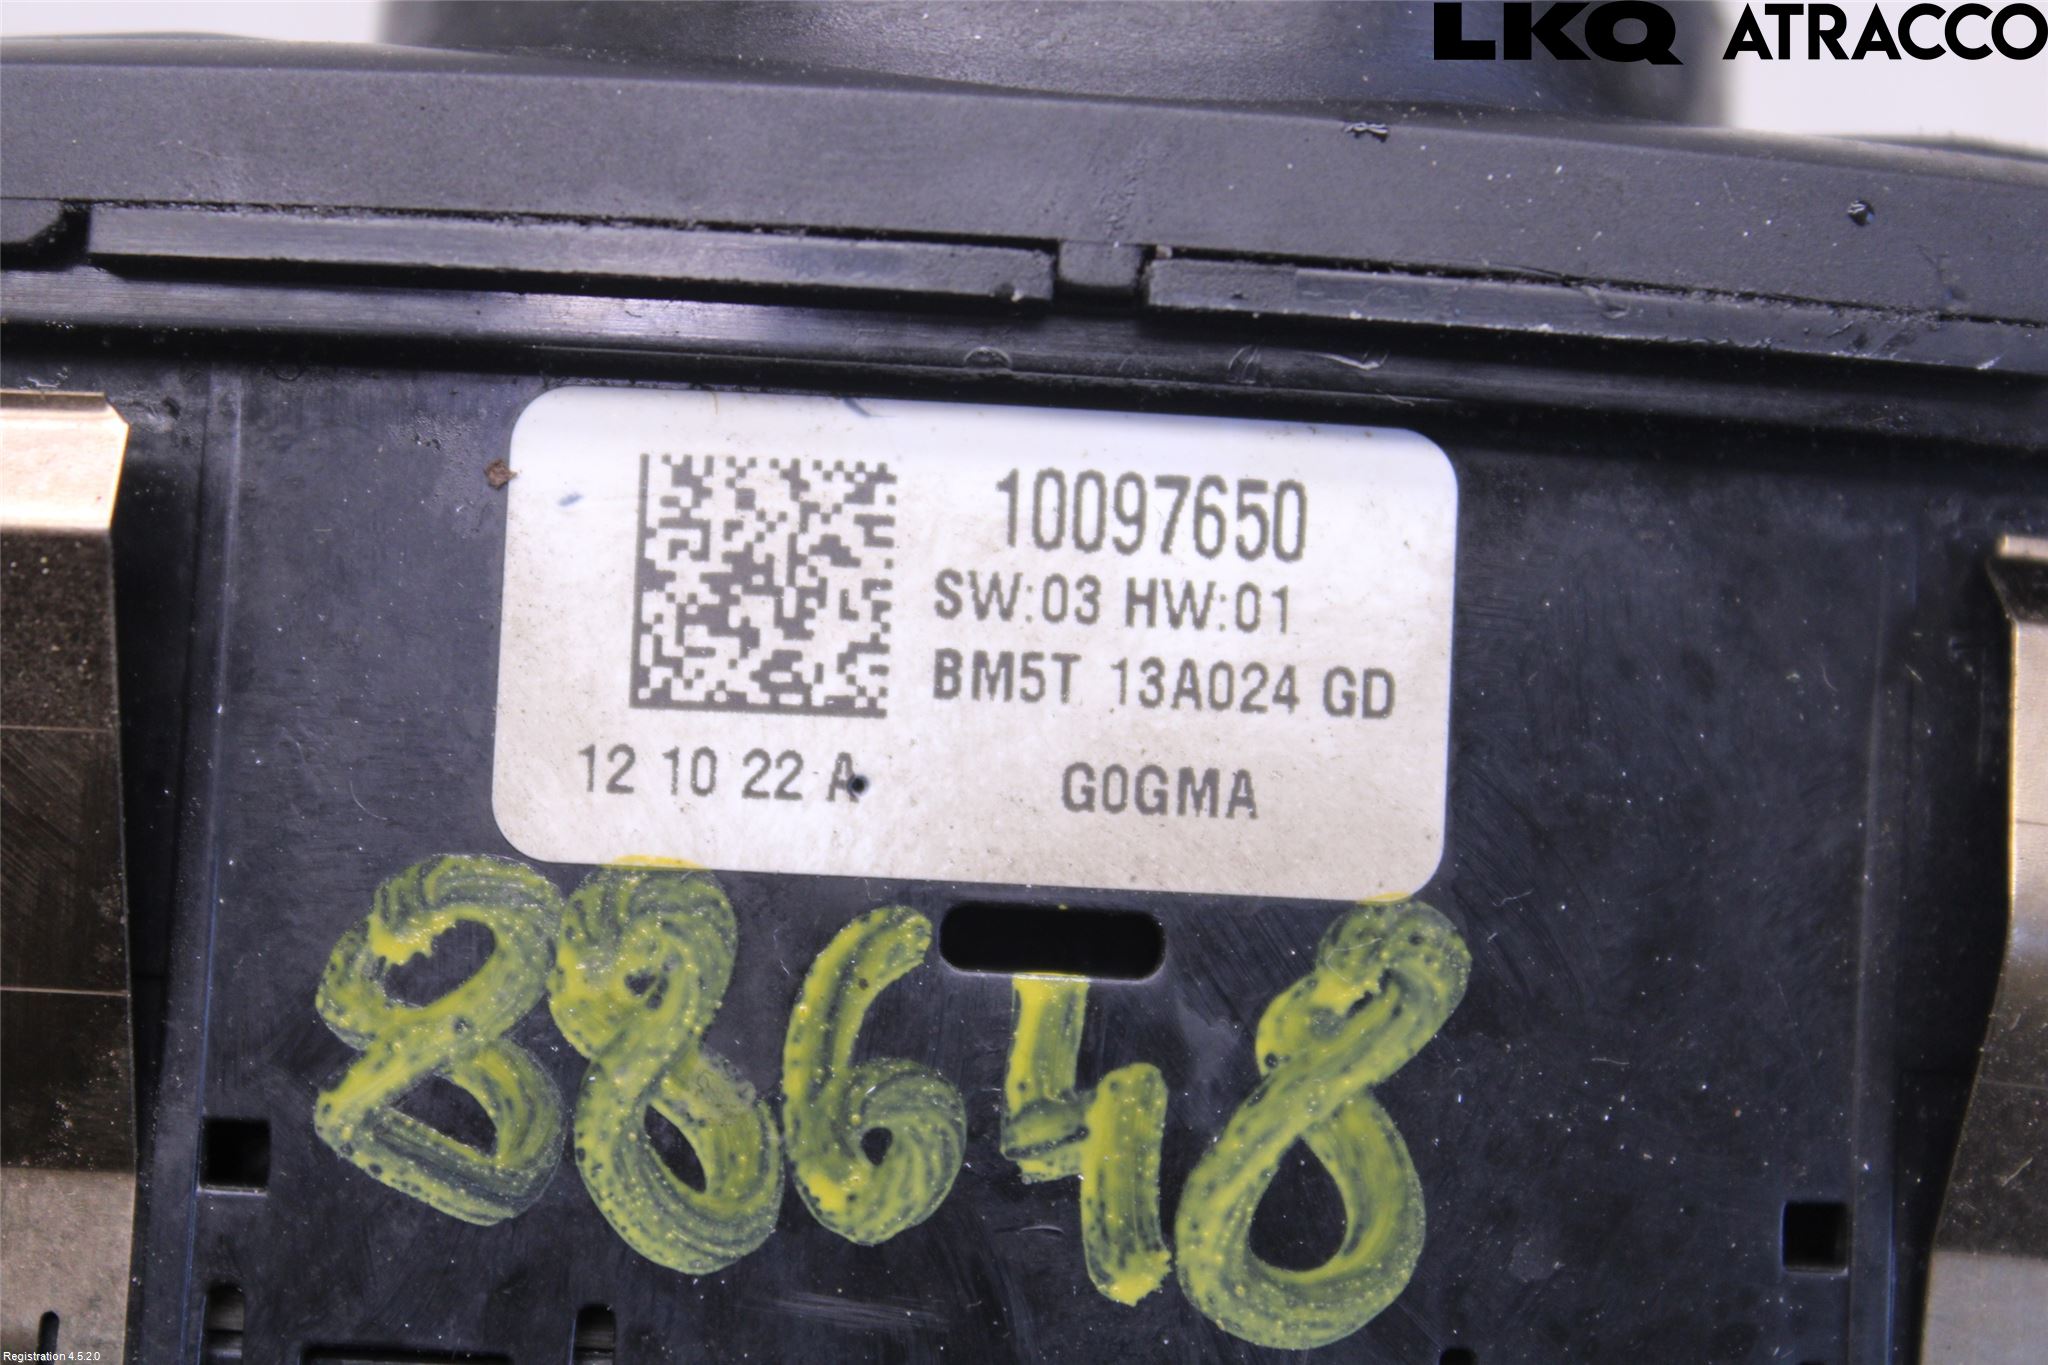 LKQ ATRACCO
10097650
SW:03 HW:01
BM5T 13A024 GD
12 10 22 A
G0GMA
88648
Registration 4.5.2.0